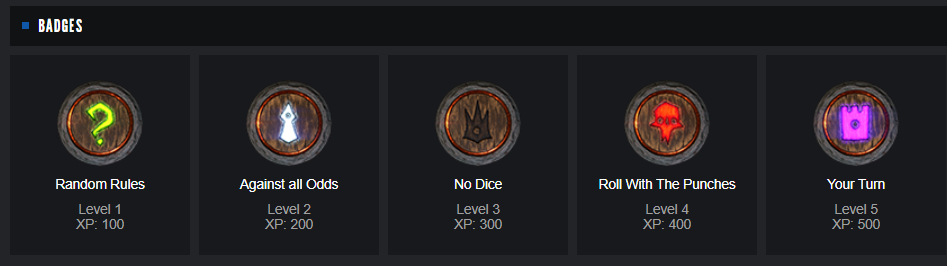 BADGES
Random Rules
Level 1
XP: 100
Against all Odds
Level 2
XP: 200
No Dice
Level 3
XP: 300
Roll With The Punches
Level 4
XP: 400
Your Turn
Level 5
XP: 500